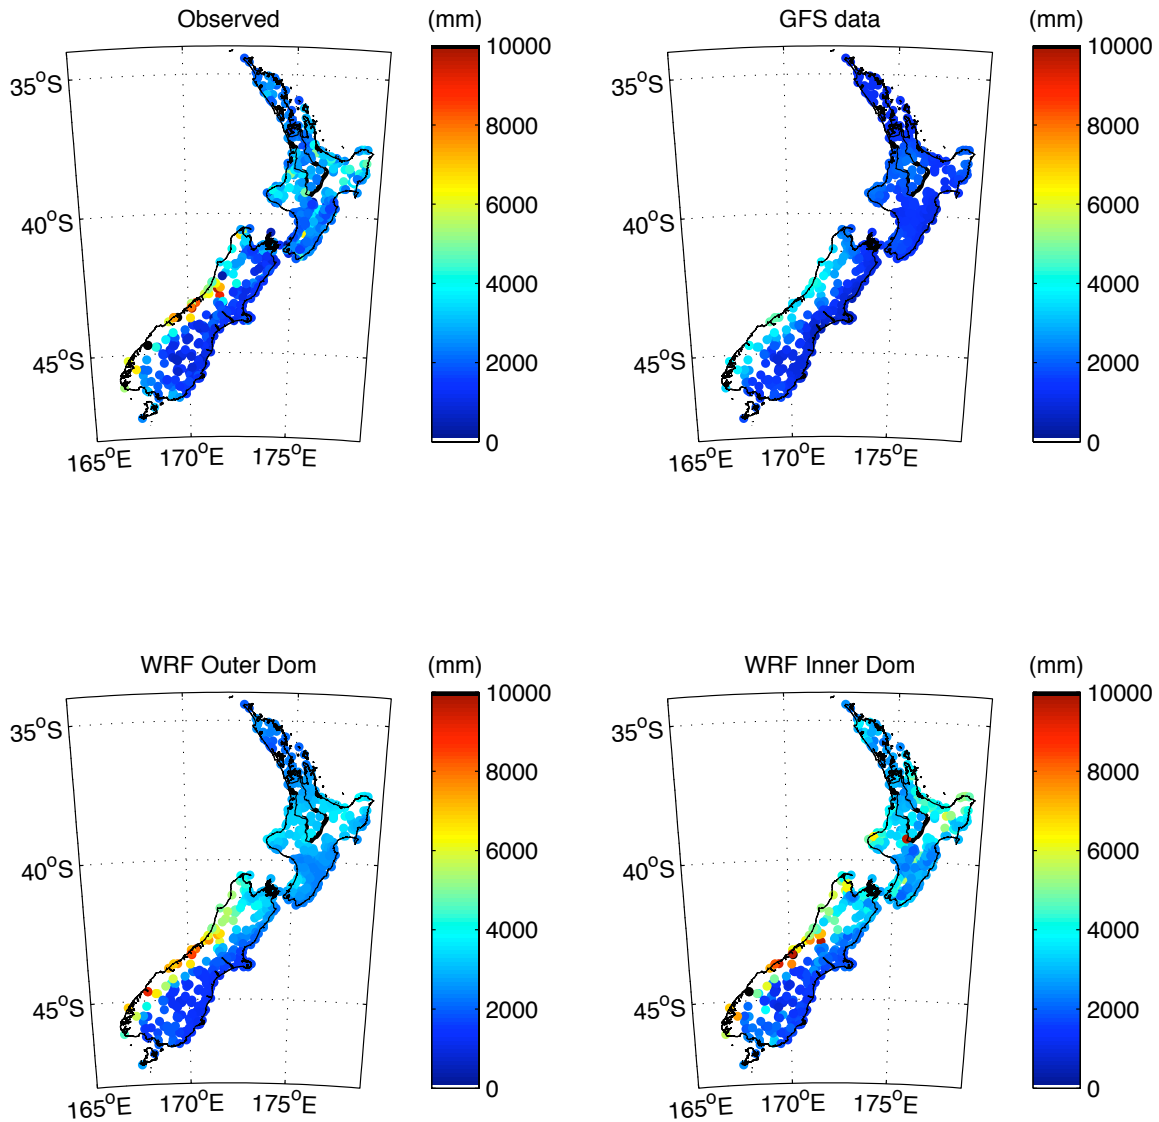 Observed (mm) GFS data (mm)
10000 10000
35°S 35°S
8000 8000
6000 6000
40°S 40°S
4000 4000
45°S 45°S
2000 2000
0 0
165°E 170°E 175°E 165°E 170°E 175°E
WRF Outer Dom (mm) WRF Inner Dom (mm)
10000 10000
35°S 35°S
8000 8000
6000 6000
40°S 40°S
4000 4000
45°S 45°S
2000 2000
0 0
165°E 170°E 175°E 165°E 170°E 175°E